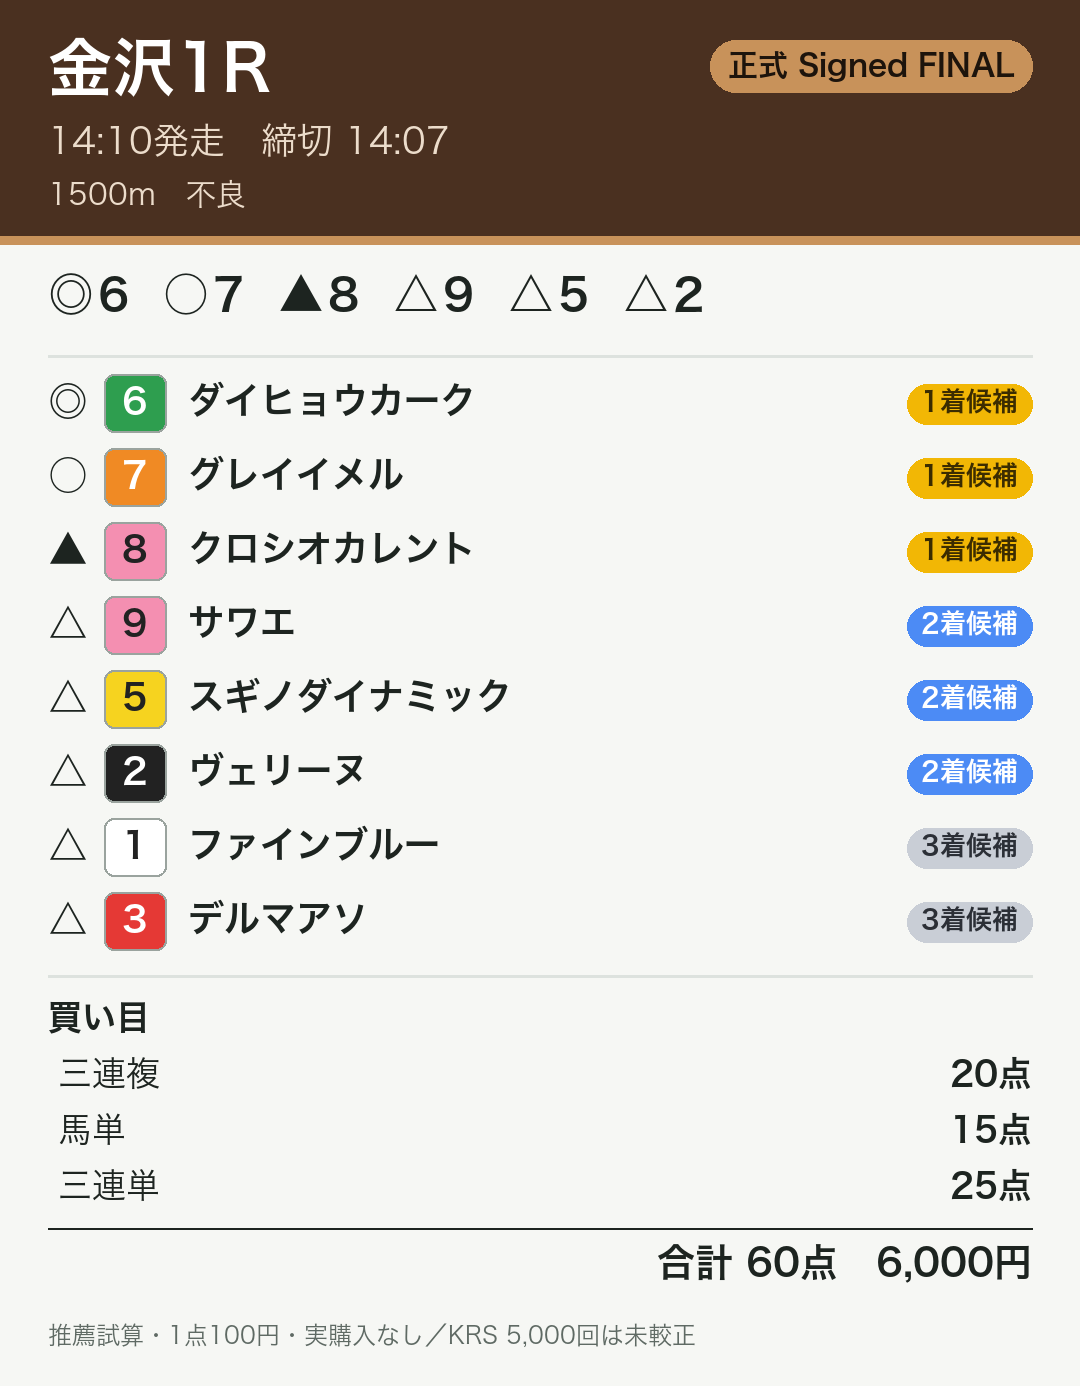 金沢1R
正式 Signed FINAL
14:10発走　締切 14:07
1500m　不良
◎6 ○7 ▲8 △9 △5 △2
◎ 6 ダイヒョウカーク 1着候補
○ 7 グレイイメル 1着候補
▲ 8 クロシオカレント 1着候補
△ 9 サワエ 2着候補
△ 5 スギノダイナミック 2着候補
△ 2 ヴェリーヌ 2着候補
△ 1 ファインブルー 3着候補
△ 3 デルマアソ 3着候補
買い目
三連複 20点
馬単 15点
三連単 25点
合計 60点　6,000円
推薦試算・1点100円・実購入なし／KRS 5,000回は未較正